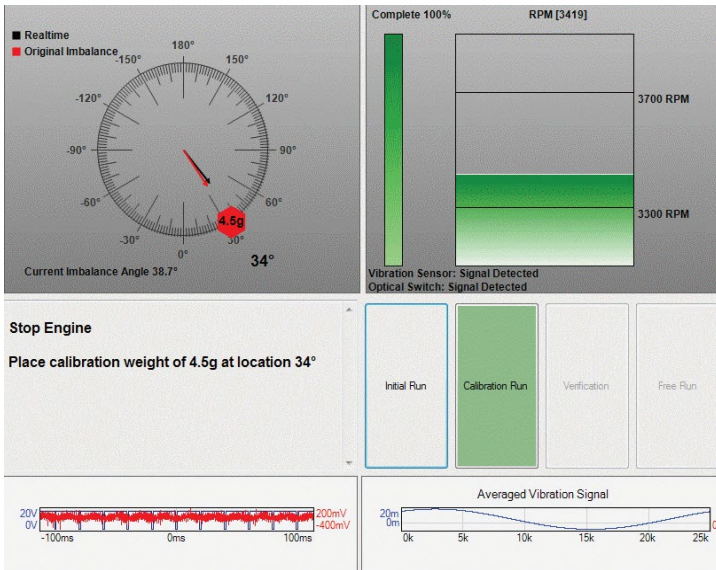 Realtime
Original Imbalance
180°
-150°
150°
-120°
120°
-90°
90°
-60°
60°
-30°
30°
0°
4.5g
34°
Current Imbalance Angle 38.7°
Complete 100%
RPM [3419]
3700 RPM
3300 RPM
Vibration Sensor: Signal Detected
Optical Switch: Signal Detected
Stop Engine
Place calibration weight of 4.5g at location 34°
Initial Run
Calibration Run
Verification
Free Run
20V
0V
200mV
-400mV
-100ms
0ms
100ms
Averaged Vibration Signal
20m
0m
0k
5k
10k
15k
20k
25k